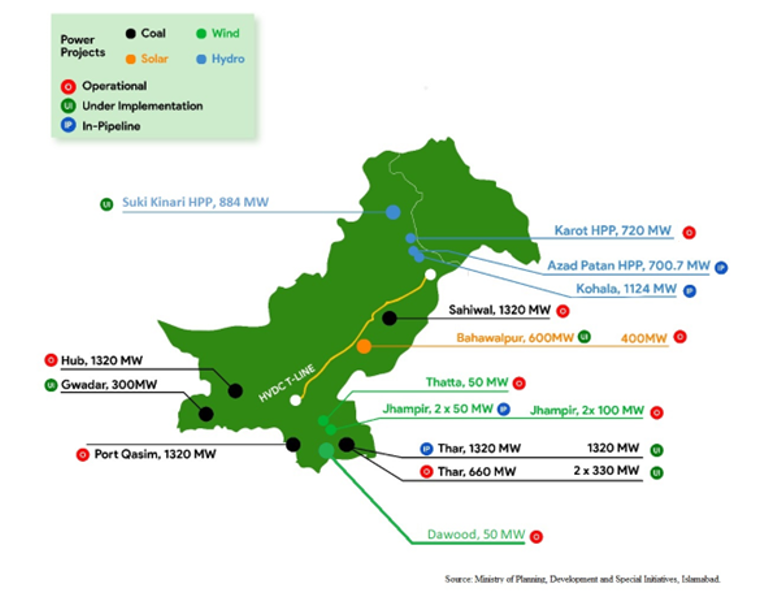 Power
Projects
Coal
Wind
Solar
Hydro
O Operational
UI Under Implementation
IP In-Pipeline
UI Suki Kinari HPP, 884 MW
Karot HPP, 720 MW O
Azad Patan HPP, 700.7 MW IP
Kohala, 1124 MW IP
Sahiwal, 1320 MW O
Bahawalpur, 600MW UI 400MW O
O Hub, 1320 MW
UI Gwadar, 300MW
HVDC T-LINE
Thatta, 50 MW O
Jhampir, 2 x 50 MW IP Jhampir, 2x 100 MW O
O Port Qasim, 1320 MW
IP Thar, 1320 MW 1320 MW UI
O Thar, 660 MW 2 x 330 MW UI
Dawood, 50 MW O
Source: Ministry of Planning, Development and Special Initiatives, Islamabad.